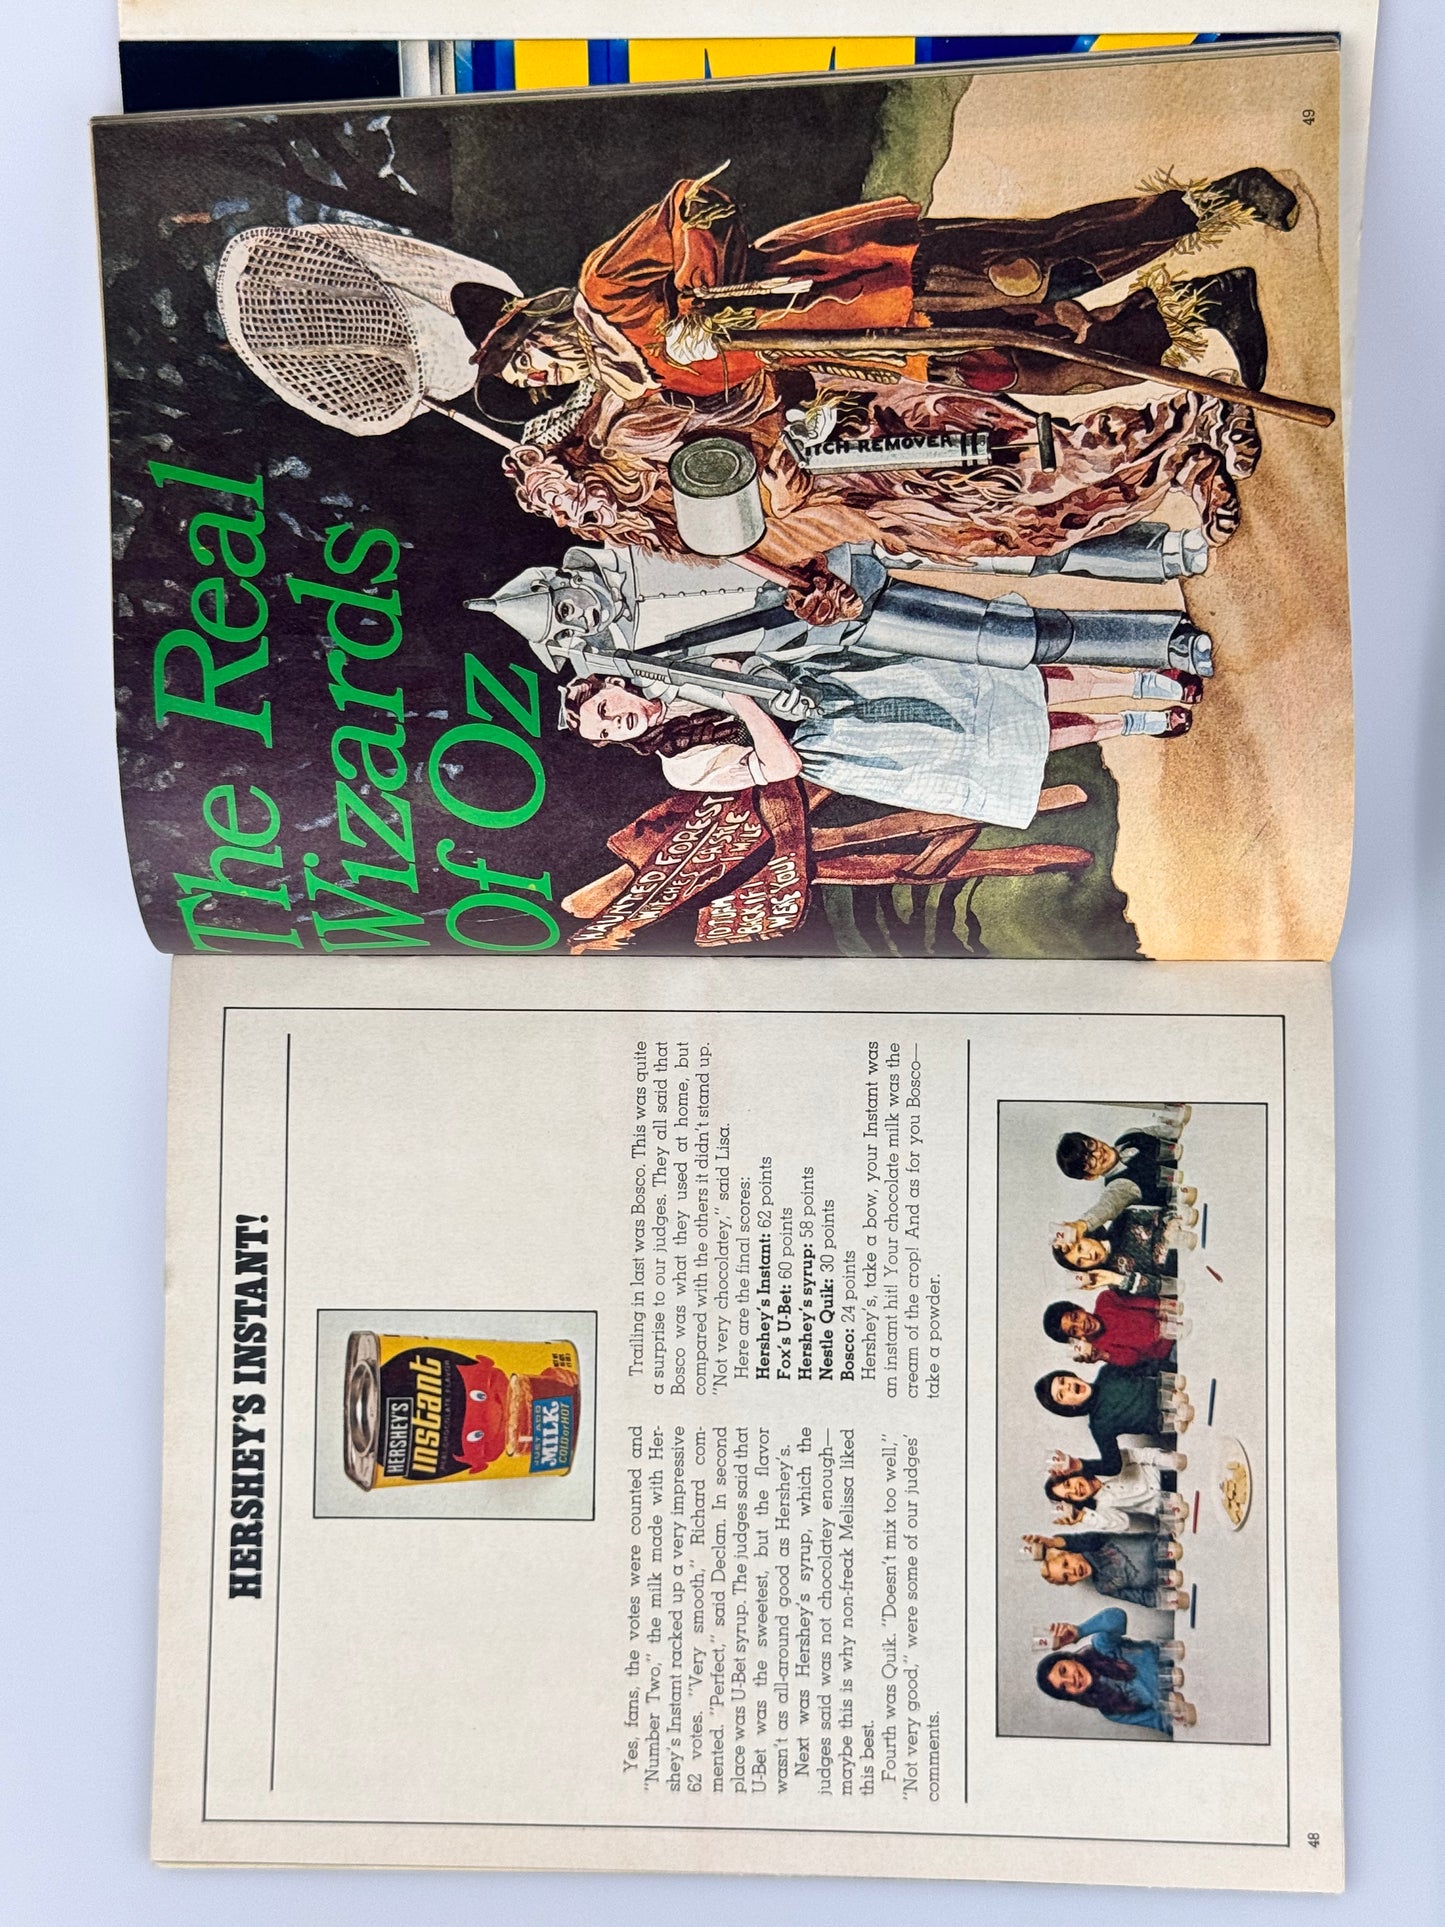 HERSHEY'S INSTANT!
HERSHEY'S
Instant
JUST ADD
MILK
COLD or HOT
Yes, fans, the votes were counted and
"Number Two," the milk made with Her-
shey's Instant racked up a very impressive
62 votes. "Very smooth," Richard com-
mented. "Perfect," said Declan. In second
place was U-Bet syrup. The judges said that
U-Bet was the sweetest, but the flavor
wasn't as all-around good as Hershey's.
Next was Hershey's syrup, which the
judges said was not chocolatey enough—
maybe this is why non-freak Melissa liked
this best.
Fourth was Quik. "Doesn't mix too well,"
"Not very good," were some of our judges'
comments.
Trailing in last was Bosco. This was quite
a surprise to our judges. They all said that
Bosco was what they used at home, but
compared with the others it didn't stand up.
"Not very chocolatey," said Lisa.
Here are the final scores:
Hershey's Instant: 62 points
Fox's U-Bet: 60 points
Hershey's syrup: 58 points
Nestle Quik: 30 points
Bosco: 24 points
Hershey's, take a bow, your Instant was
an instant hit! Your chocolate milk was the
cream of the crop! And as for you Bosco—
take a powder.
48
The Real
Wizards
Of Oz
HAUNTED FOREST
WITCHES CASTLE
1 MILE
I'D TURN
BACK IF I
WERE YOU!
ITCH REMOVER
49